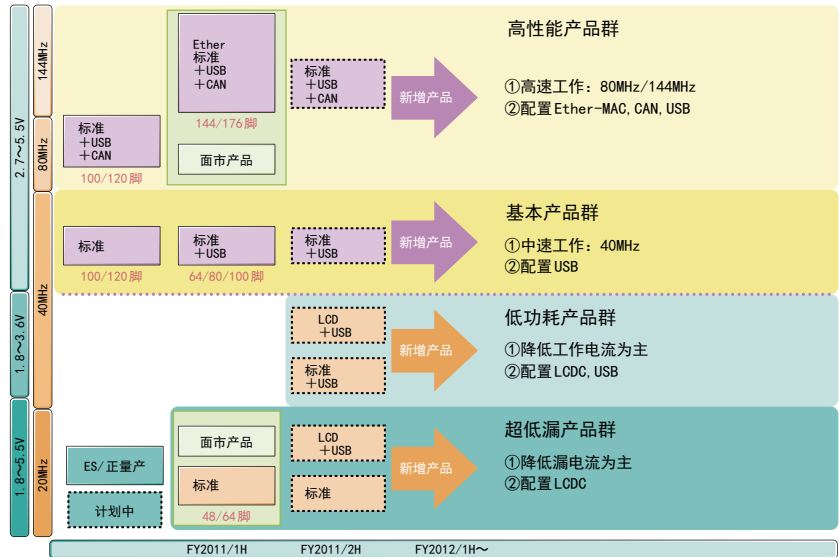 2.7～5.5V
1.8～3.6V
1.8～5.5V
144MHz
80MHz
40MHz
20MHz
高性能产品群
①高速工作：80MHz/144MHz
②配置Ether-MAC,CAN,USB
Ether
标准
＋USB
＋CAN
144/176脚
面市产品
标准
＋USB
＋CAN
100/120脚
标准
＋USB
＋CAN
新增产品
基本产品群
①中速工作：40MHz
②配置USB
标准
100/120脚
标准
＋USB
64/80/100脚
标准
＋USB
新增产品
低功耗产品群
①降低工作电流为主
②配置LCDC,USB
LCD
＋USB
标准
＋USB
新增产品
超低漏产品群
①降低漏电流为主
②配置LCDC
面市产品
标准
48/64脚
LCD
＋USB
标准
新增产品
ES/正量产
计划中
FY2011/1H
FY2011/2H
FY2012/1H～